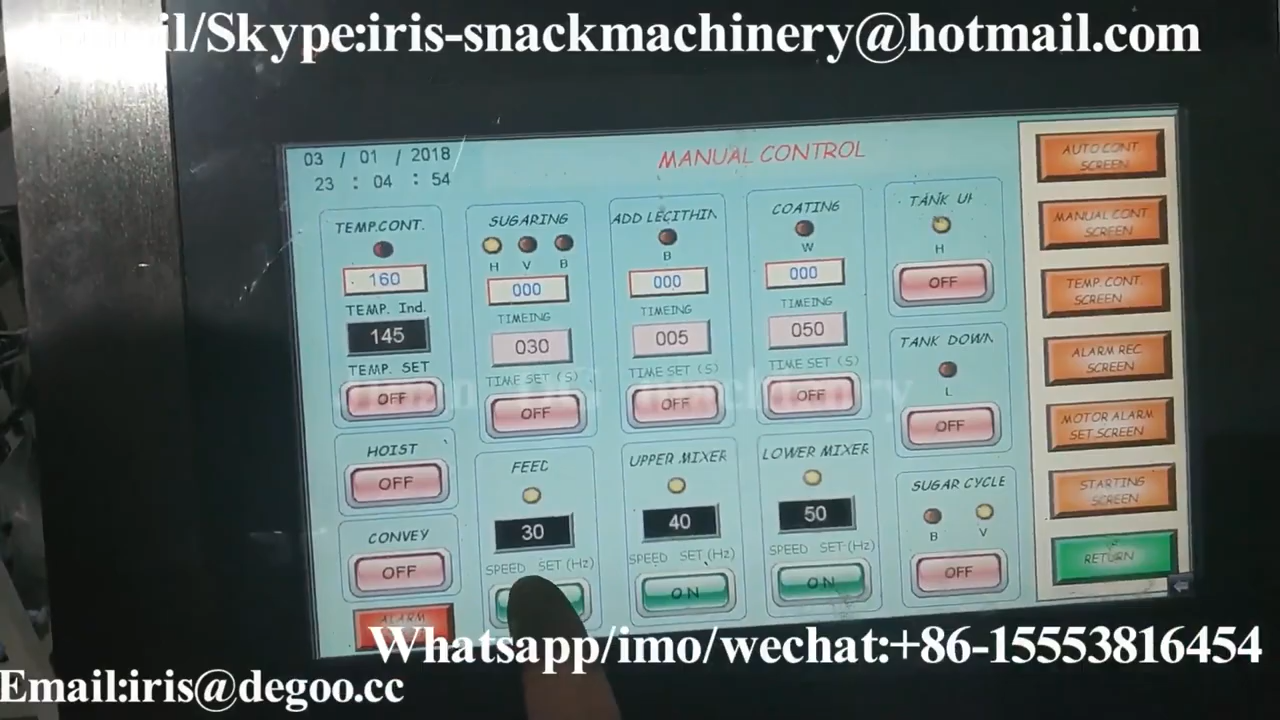 il/Skype:iris-snackmachinery@hotmail.com
03 / 01 / 2018
23 : 04 : 54
MANUAL CONTROL
TEMP.CONT.
160
TEMP. Ind.
145
TEMP. SET
OFF
HOIST
OFF
CONVEY
OFF
ALARM
SUGARING
H V B
000
TIMEING
030
TIME SET (S)
OFF
FEED
30
SPEED SET (Hz)
ADD LECITHIN
B
000
TIMEING
005
TIME SET (S)
OFF
UPPER MIXER
40
SPEED SET (Hz)
ON
COATING
W
000
TIMEING
050
TIME SET (S)
OFF
LOWER MIXER
50
SPEED SET (Hz)
ON
TANK UP
H
OFF
TANK DOWN
L
OFF
SUGAR CYCLE
B V
OFF
AUTO CONT.
SCREEN
MANUAL CONT.
SCREEN
TEMP. CONT.
SCREEN
ALARM REC.
SCREEN
MOTOR ALARM
SET SCREEN
STARTING
SCREEN
RETURN
machinery
Whatsapp/imo/wechat:+86-15553816454
Email:iris@degoo.cc